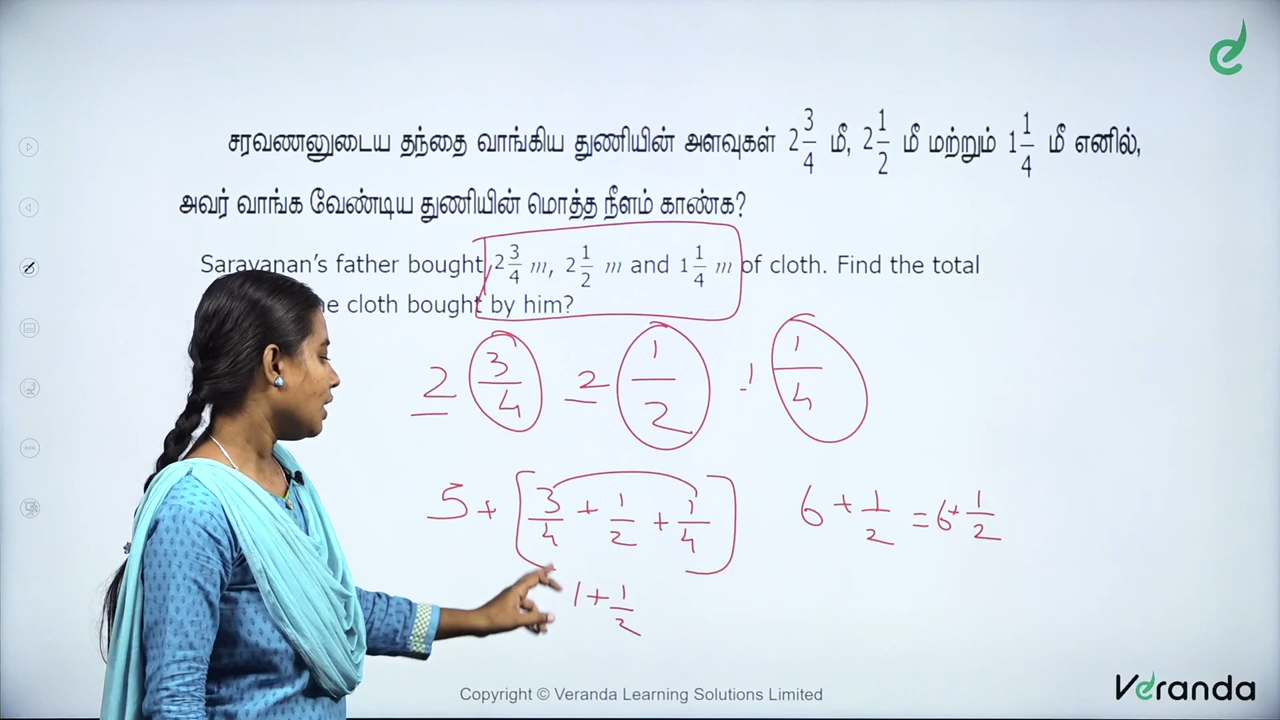 சரவணனுடைய தந்தை வாங்கிய துணியின் அளவுகள் 2 3/4 மீ, 2 1/2 மீ மற்றும் 1 1/4 மீ எனில்,
அவர் வாங்க வேண்டிய துணியின் மொத்த நீளம் காண்க?
Saravanan's father bought 2 3/4 m, 2 1/2 m and 1 1/4 m of cloth. Find the total
cloth bought by him?
2 3/4 2 1/2 1 1/4
5 + [3/4 + 1/2 + 1/4] 6 + 1/2 = 6 + 1/2
1 + 1/2
Copyright © Veranda Learning Solutions Limited
Veranda